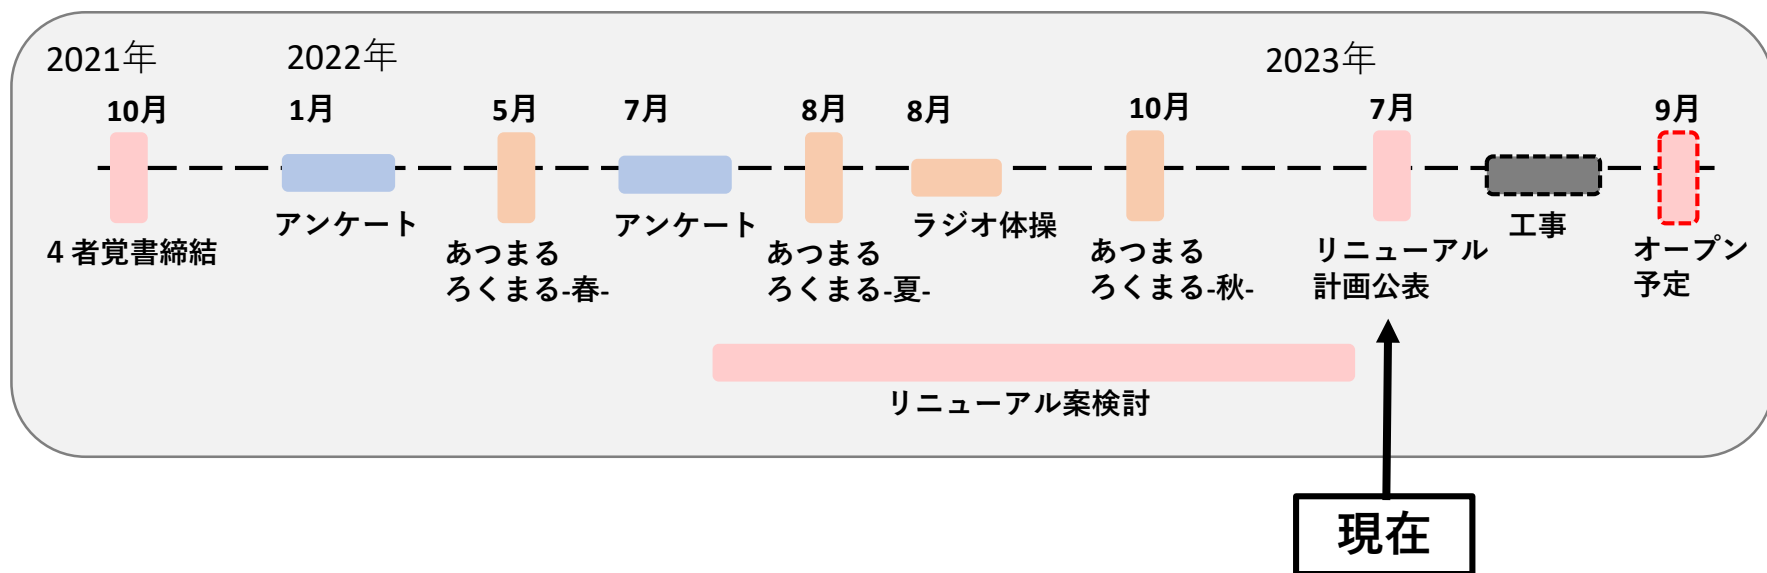 2021年
2022年
2023年
10月
1月
5月
7月
8月
8月
10月
7月
9月
4者覚書締結
アンケート
あつまる
ろくまる-春-
アンケート
あつまる
ろくまる-夏-
ラジオ体操
あつまる
ろくまる-秋-
リニューアル
計画公表
工事
オープン
予定
リニューアル案検討
現在